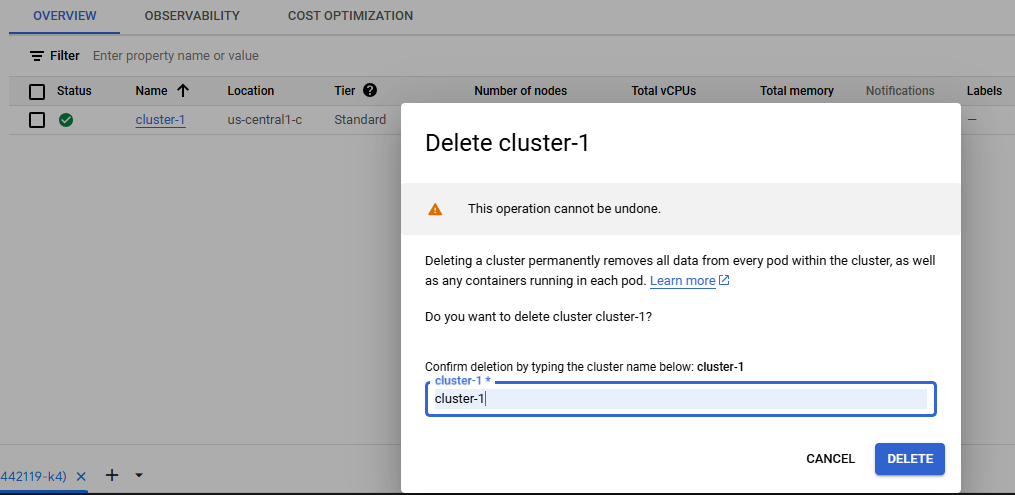 OVERVIEW OBSERVABILITY COST OPTIMIZATION
Filter Enter property name or value
Status Name Location Tier Number of nodes Total vCPUs Total memory Notifications Labels
cluster-1 us-central1-c Standard —
Delete cluster-1
This operation cannot be undone.
Deleting a cluster permanently removes all data from every pod within the cluster, as well
as any containers running in each pod. Learn more
Do you want to delete cluster cluster-1?
Confirm deletion by typing the cluster name below: cluster-1
cluster-1 *
cluster-1
CANCEL DELETE
442119-k4)